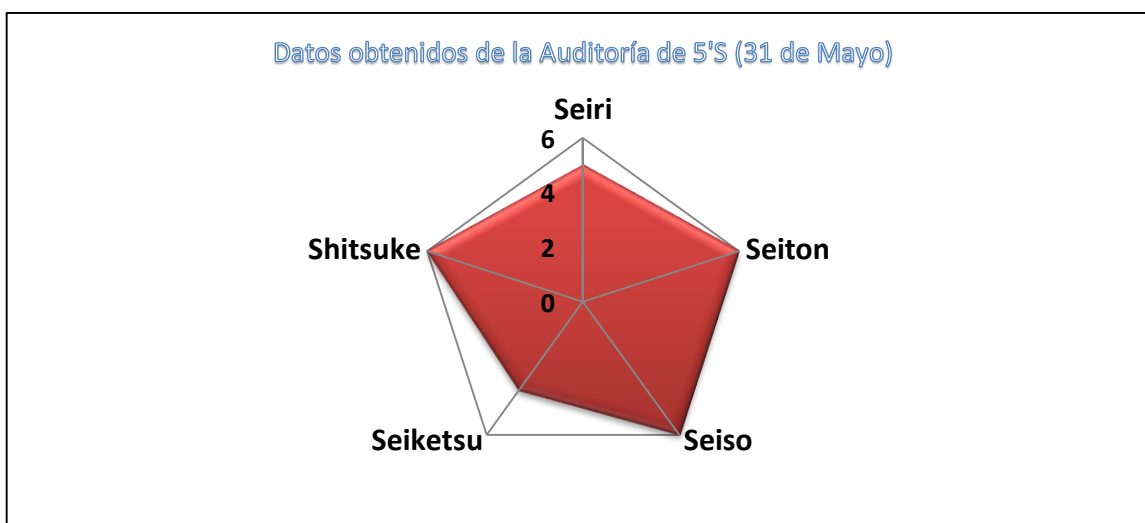 Datos obtenidos de la Auditoría de 5'S (31 de Mayo)
Seiri
6
4
2
0
Shitsuke
Seiton
Seiketsu
Seiso